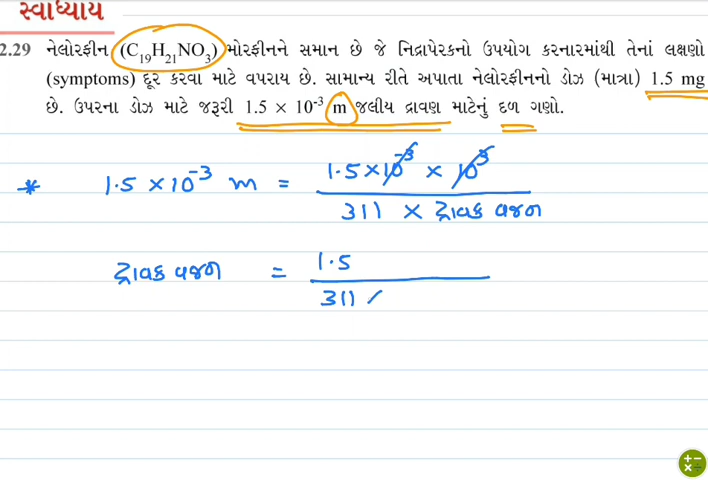 સ્વાધ્યાય
2.29 નેલોરફીન (C₁₉H₂₁NO₃) મોરફીનને સમાન છે જે નિદ્રાપેરકનો ઉપયોગ કરનારમાંથી તેનાં લક્ષણો
(symptoms) દૂર કરવા માટે વપરાય છે. સામાન્ય રીતે અપાતા નેલોરફીનનો ડોઝ (માત્રા) 1.5 mg
છે. ઉપરના ડોઝ માટે જરૂરી 1.5 × 10⁻³ m જલીય દ્રાવણ માટેનું દળ ગણો.
* 1.5 × 10⁻³ m = 1.5 × 10⁻³ × 10³
311 × દ્રાવક વજન
દ્રાવક વજન = 1.5
311